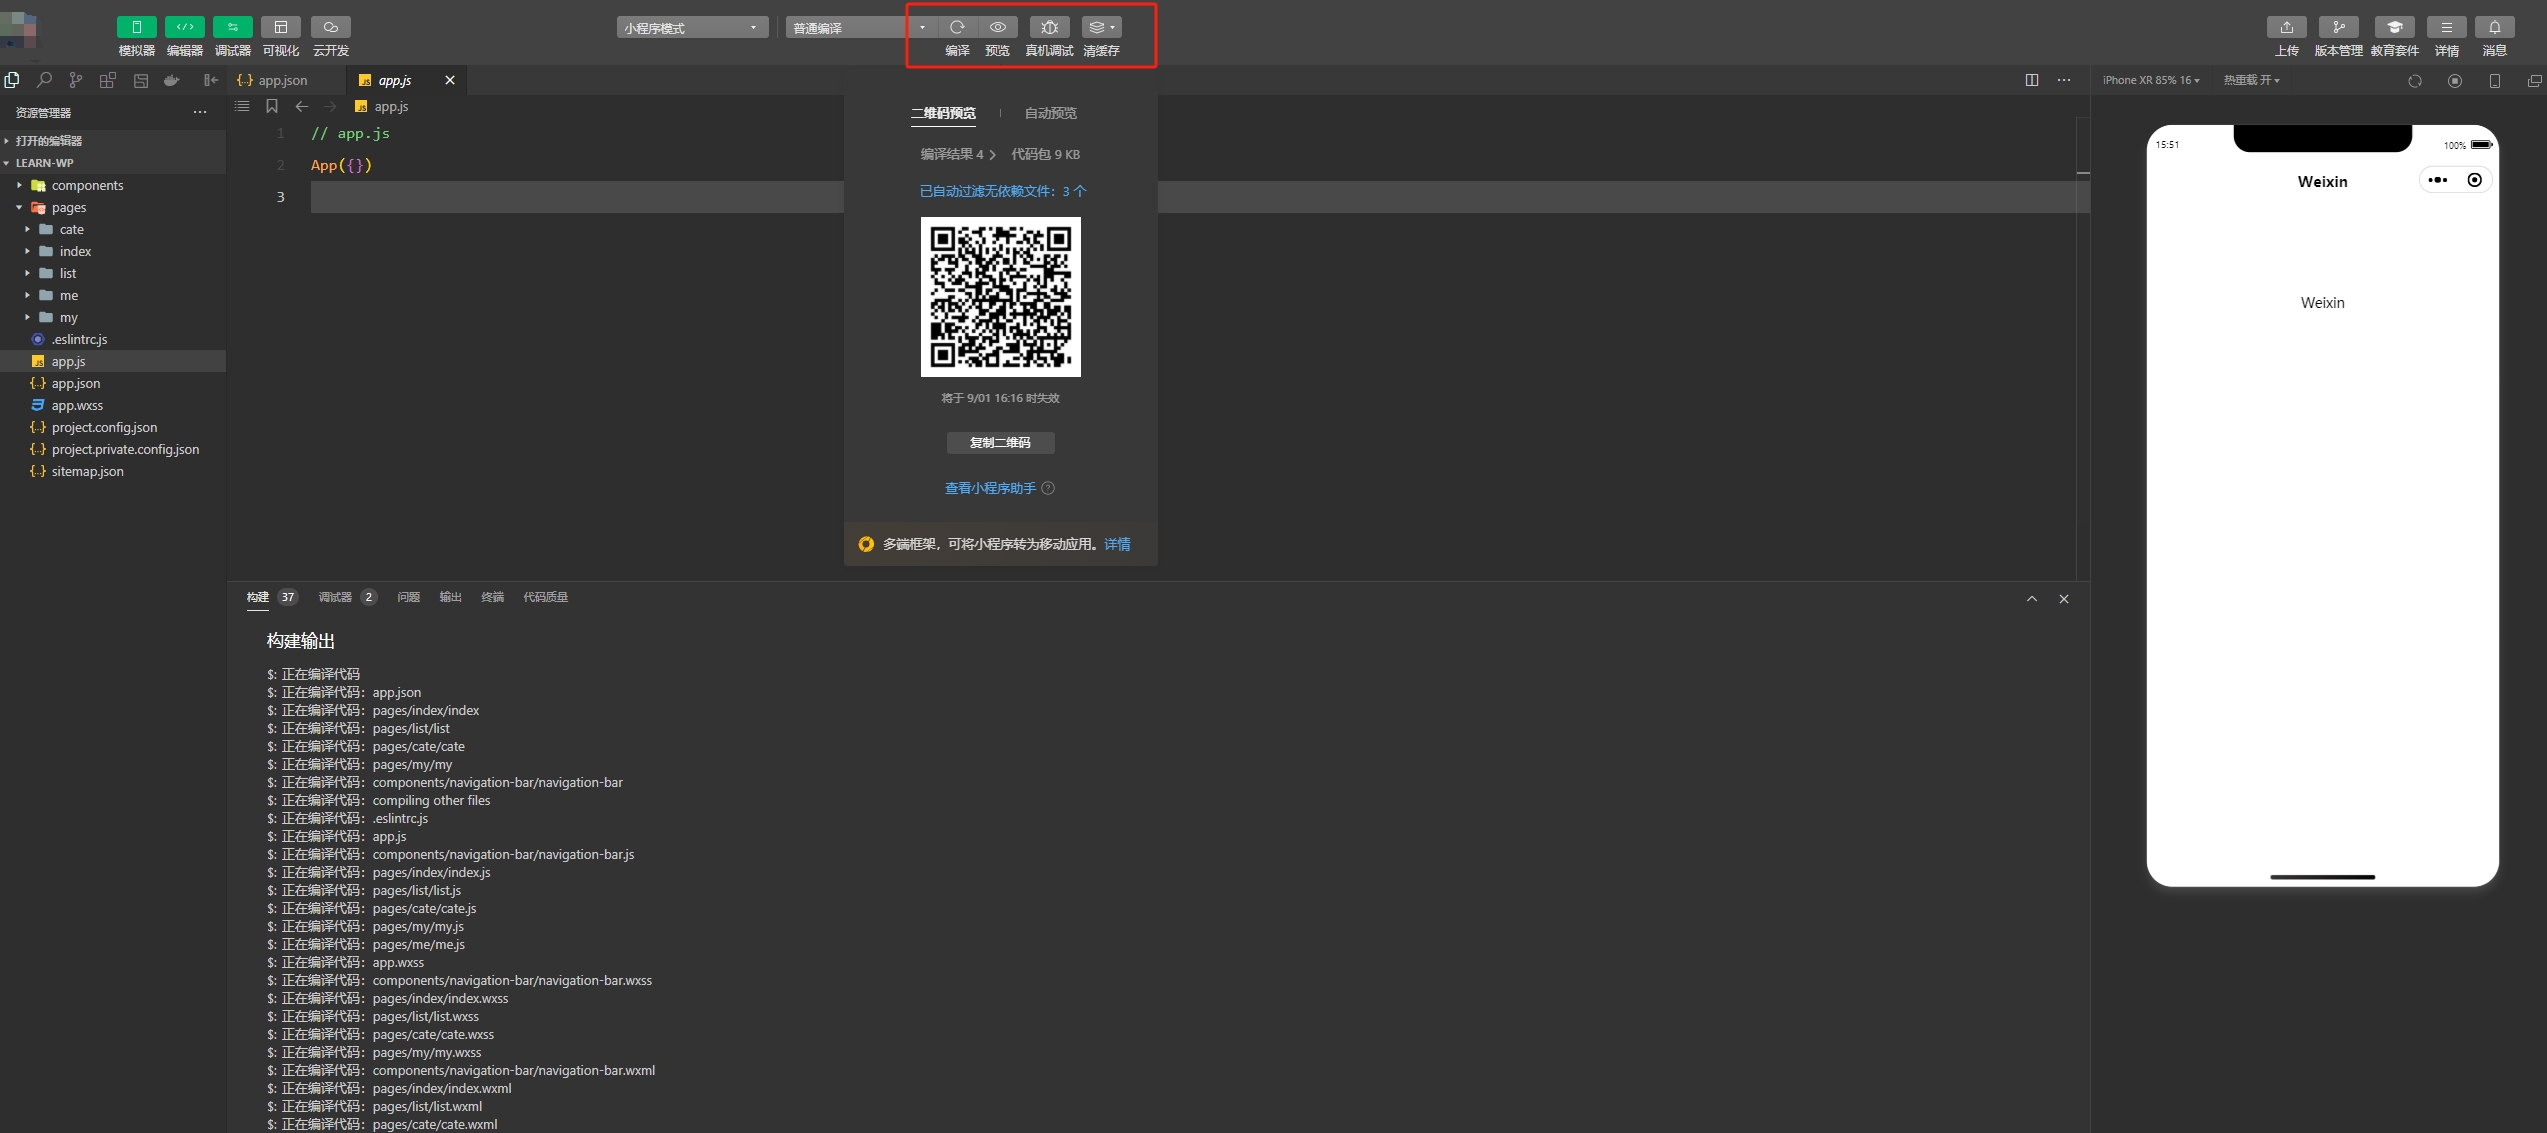 模拟器 编辑器 调试器 可视化 云开发
小程序模式 普通编译
编译 预览 真机调试 清缓存
上传 版本管理 教育套件 详情 消息
{..} app.json JS app.js
iPhone XR 85% 16 热重载 开
资源管理器
JS app.js
打开的编辑器
LEARN-WP
components
pages
cate
index
list
me
my
.eslintrc.js
JS app.js
{..} app.json
app.wxss
{..} project.config.json
{..} project.private.config.json
{..} sitemap.json
1 // app.js
2 App({})
3
二维码预览 自动预览
编译结果 4 代码包 9 KB
已自动过滤无依赖文件：3 个
将于 9/01 16:16 时失效
复制二维码
查看小程序助手 ?
多端框架，可将小程序转为移动应用。详情
15:51 100%
Weixin
Weixin
构建 37 调试器 2 问题 输出 终端 代码质量
构建输出
$: 正在编译代码
$: 正在编译代码：app.json
$: 正在编译代码：pages/index/index
$: 正在编译代码：pages/list/list
$: 正在编译代码：pages/cate/cate
$: 正在编译代码：pages/my/my
$: 正在编译代码：components/navigation-bar/navigation-bar
$: 正在编译代码：compiling other files
$: 正在编译代码：.eslintrc.js
$: 正在编译代码：app.js
$: 正在编译代码：components/navigation-bar/navigation-bar.js
$: 正在编译代码：pages/index/index.js
$: 正在编译代码：pages/list/list.js
$: 正在编译代码：pages/cate/cate.js
$: 正在编译代码：pages/my/my.js
$: 正在编译代码：pages/me/me.js
$: 正在编译代码：app.wxss
$: 正在编译代码：components/navigation-bar/navigation-bar.wxss
$: 正在编译代码：pages/index/index.wxss
$: 正在编译代码：pages/list/list.wxss
$: 正在编译代码：pages/cate/cate.wxss
$: 正在编译代码：pages/my/my.wxss
$: 正在编译代码：components/navigation-bar/navigation-bar.wxml
$: 正在编译代码：pages/index/index.wxml
$: 正在编译代码：pages/list/list.wxml
$: 正在编译代码：pages/cate/cate.wxml